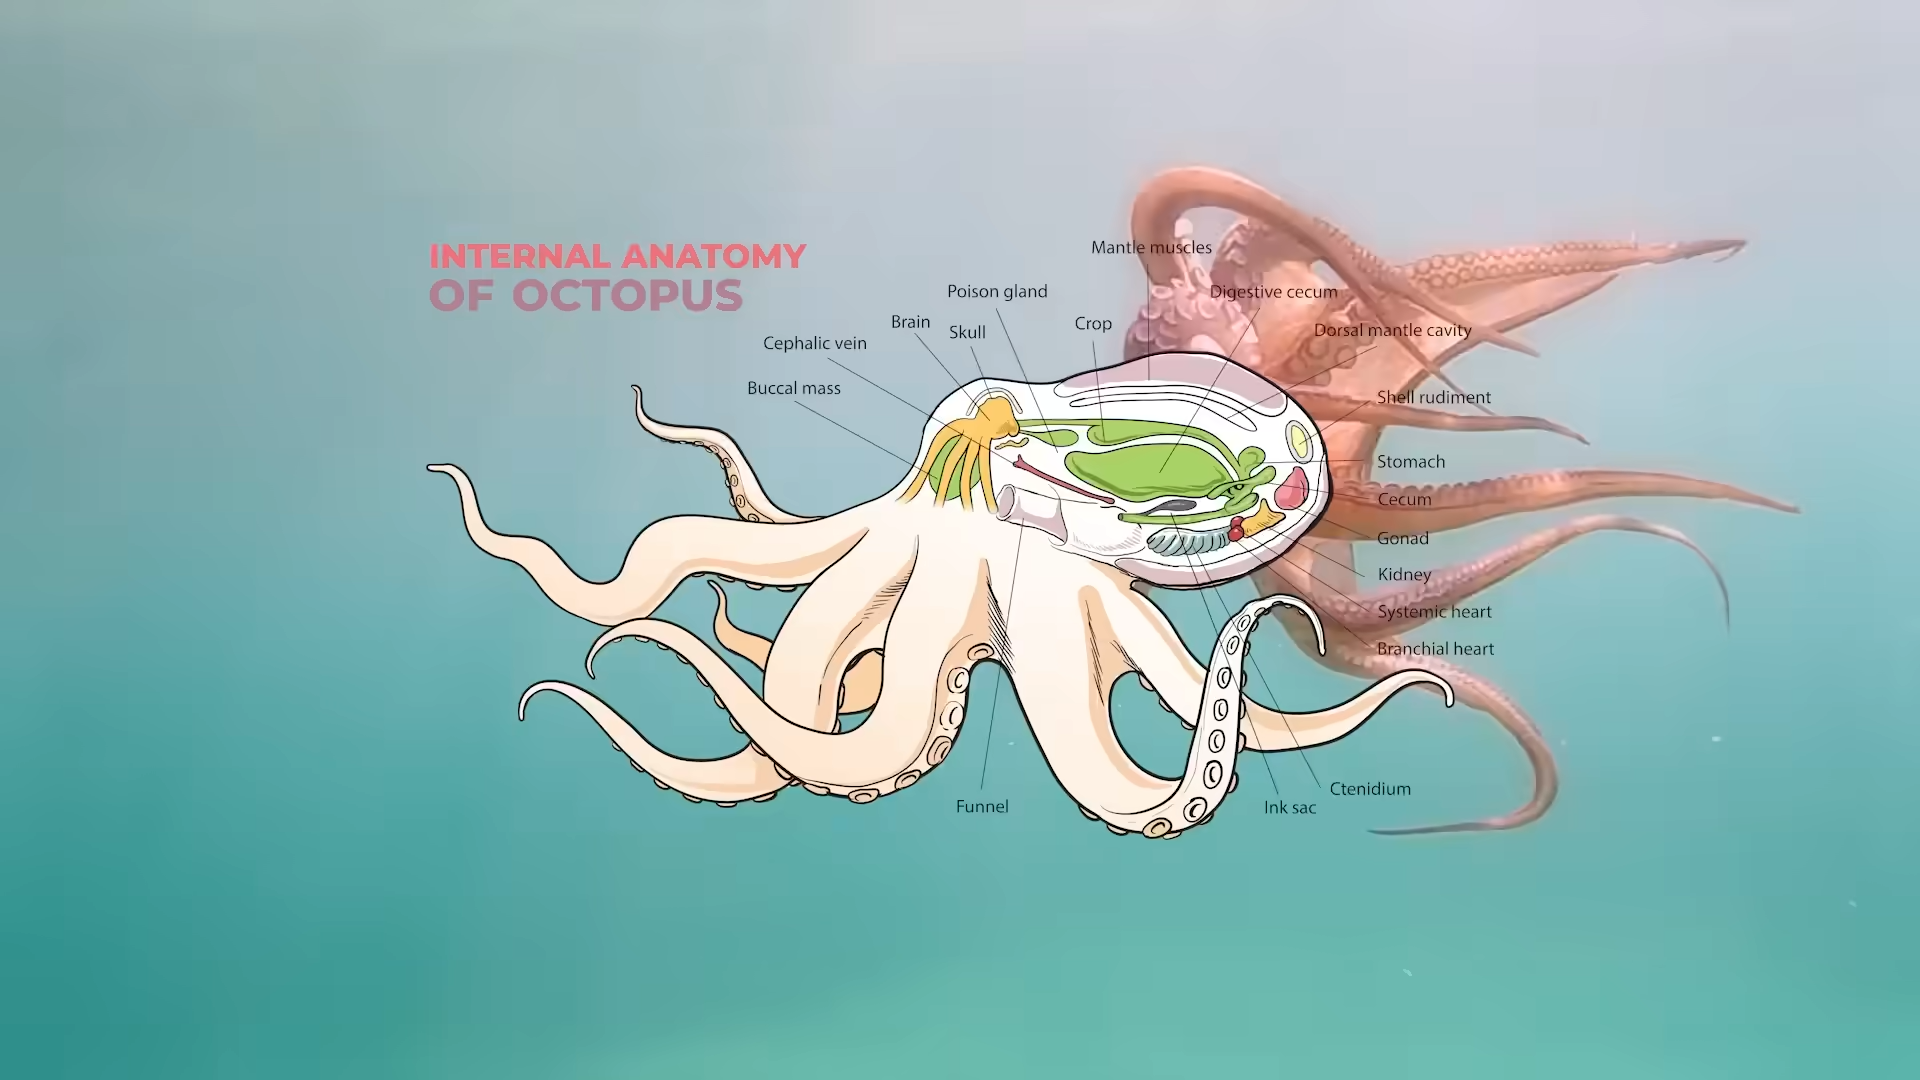 INTERNAL ANATOMY
OF OCTOPUS
Mantle muscles
Poison gland
Digestive cecum
Brain
Skull
Crop
Dorsal mantle cavity
Cephalic vein
Buccal mass
Shell rudiment
Stomach
Cecum
Gonad
Kidney
Systemic heart
Branchial heart
Ctenidium
Funnel
Ink sac